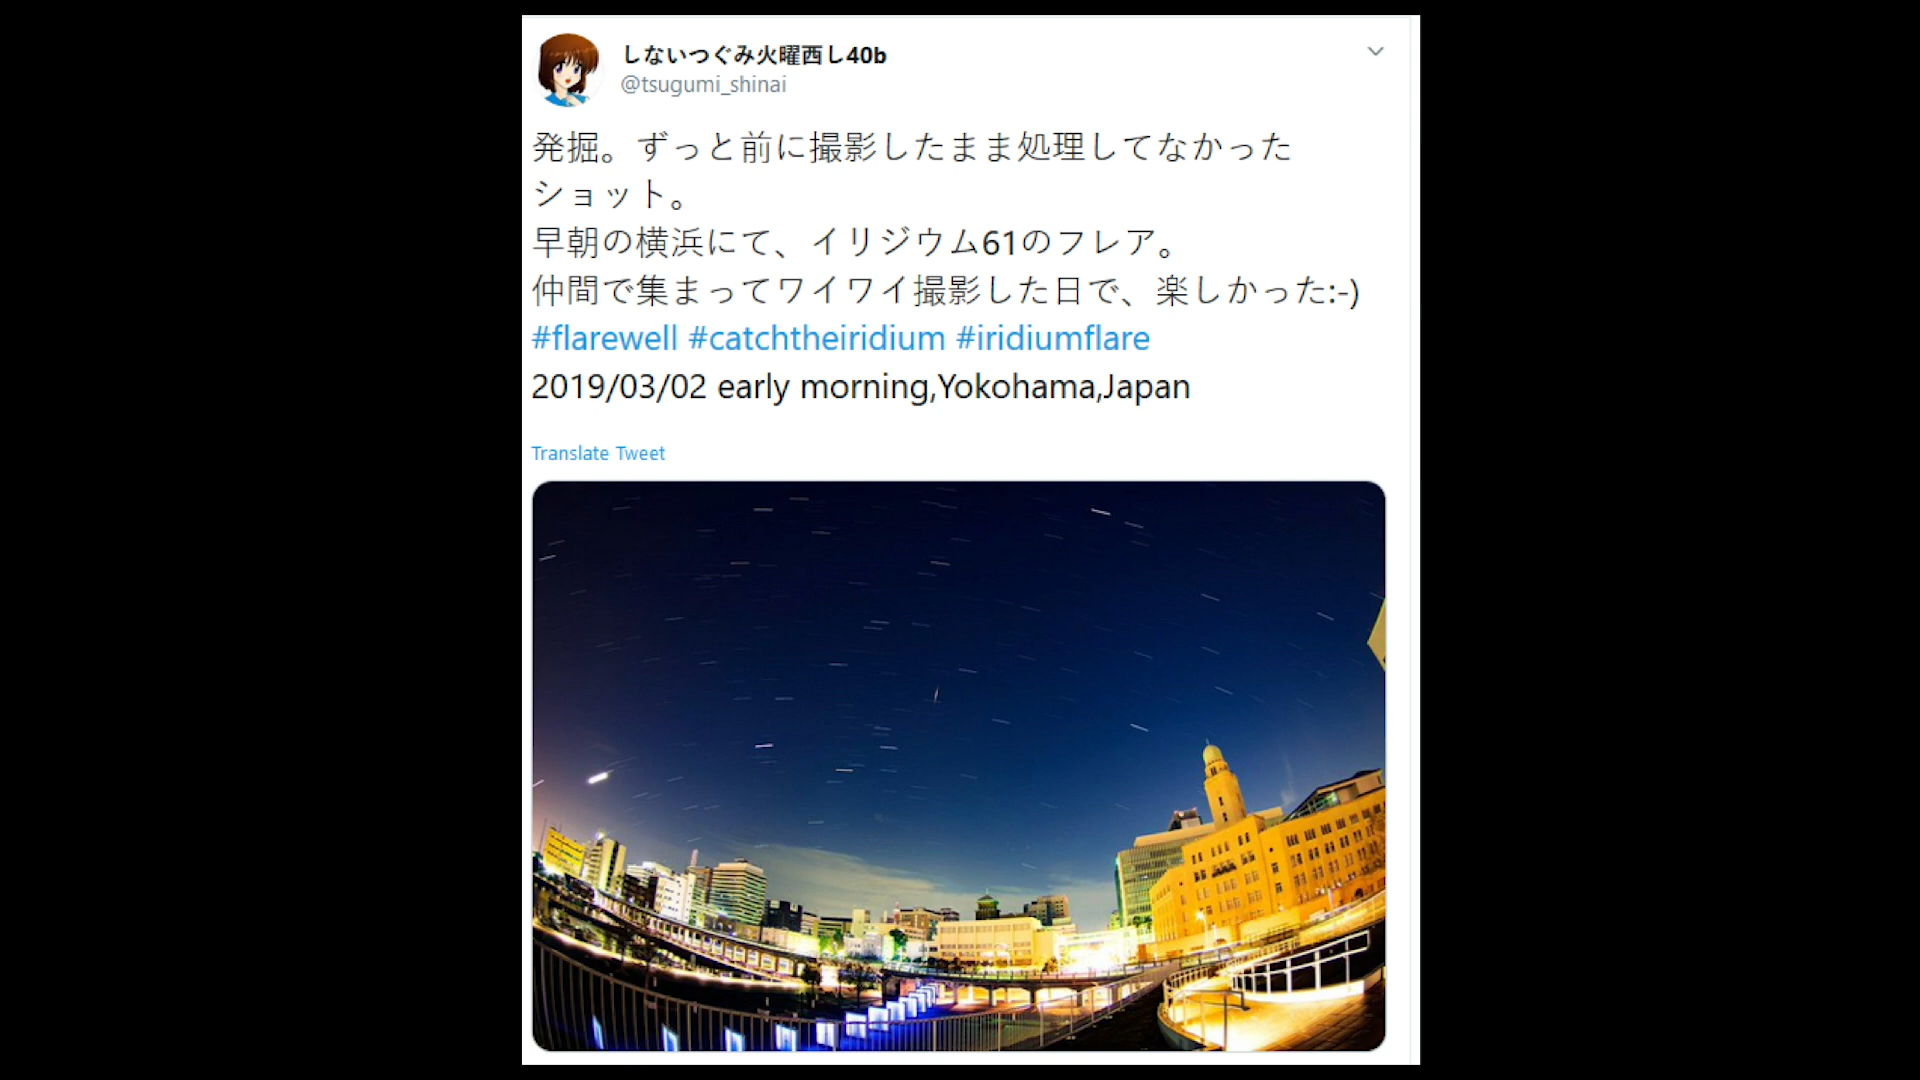 しないつぐみ火曜西し40b
@tsugumi_shinai
発掘。ずっと前に撮影したまま処理してなかった
ショット。
早朝の横浜にて、イリジウム61のフレア。
仲間で集まってワイワイ撮影した日で、楽しかった:-)
#flarewell #catchtheiridium #iridiumflare
2019/03/02 early morning,Yokohama,Japan
Translate Tweet